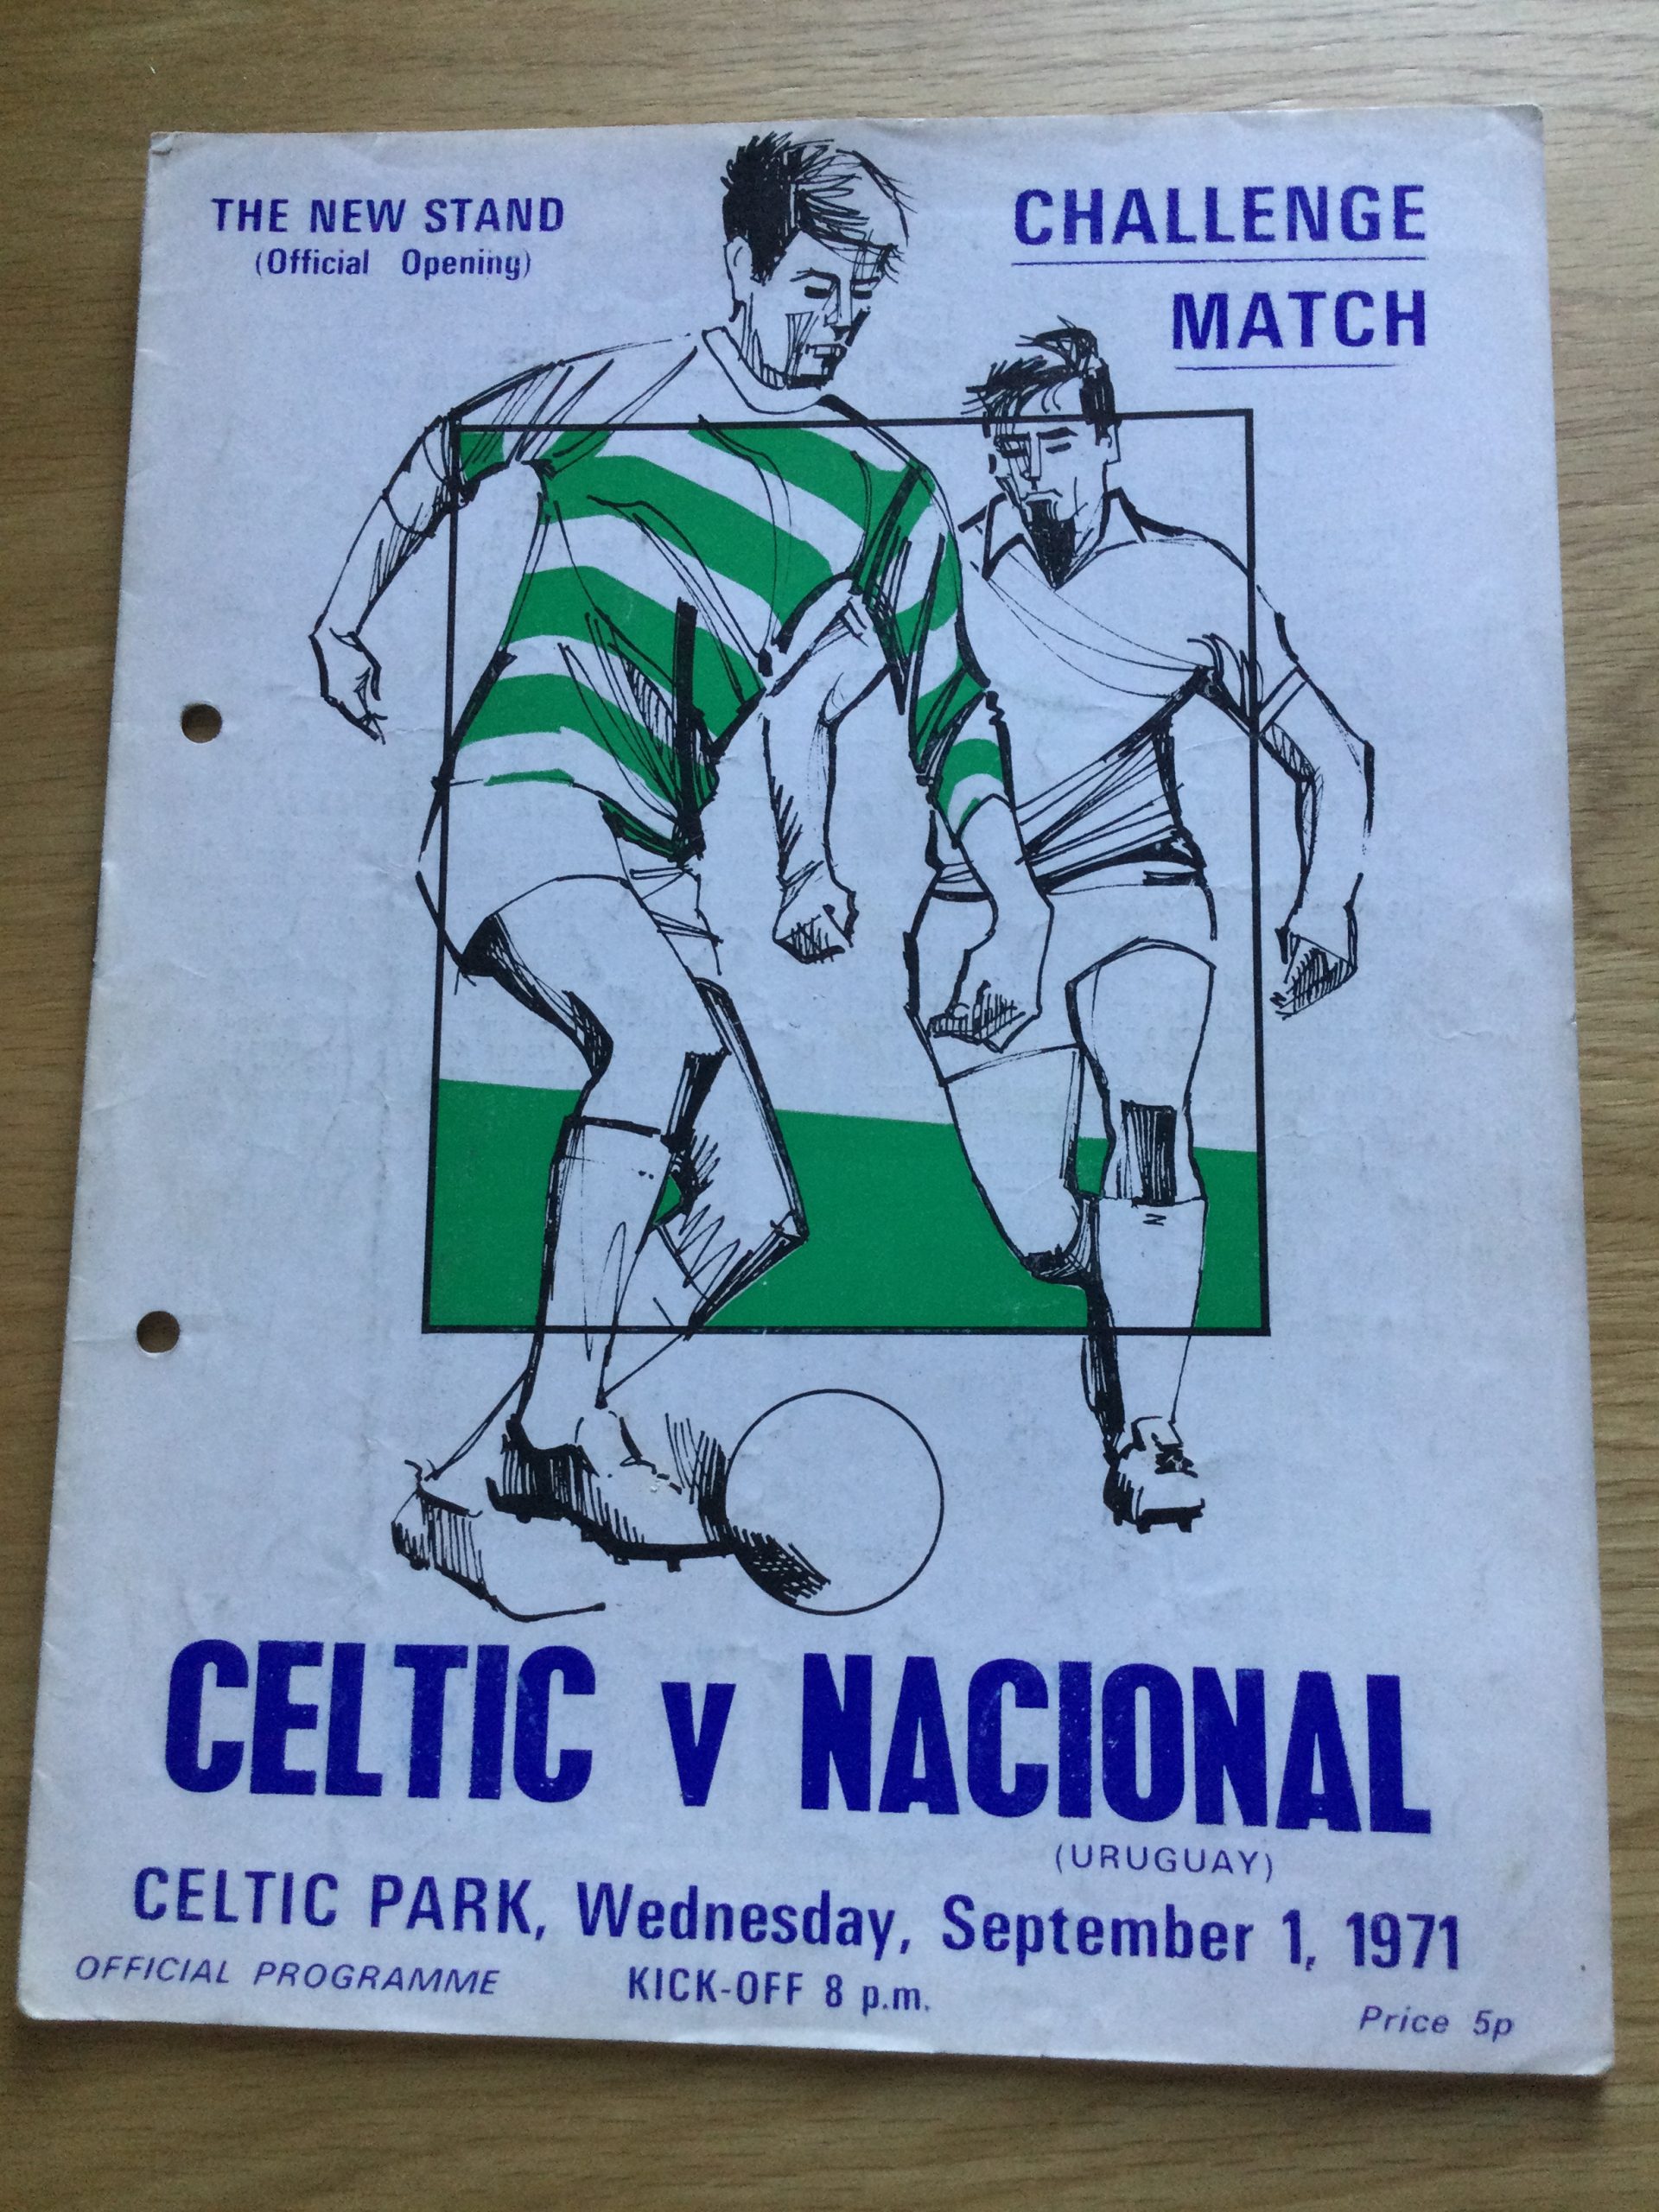 THE NEW STAND
(Official Opening)
CHALLENGE
MATCH
CELTIC v NACIONAL
(URUGUAY)
CELTIC PARK, Wednesday, September 1, 1971
OFFICIAL PROGRAMME KICK-OFF 8 p.m. Price 5p